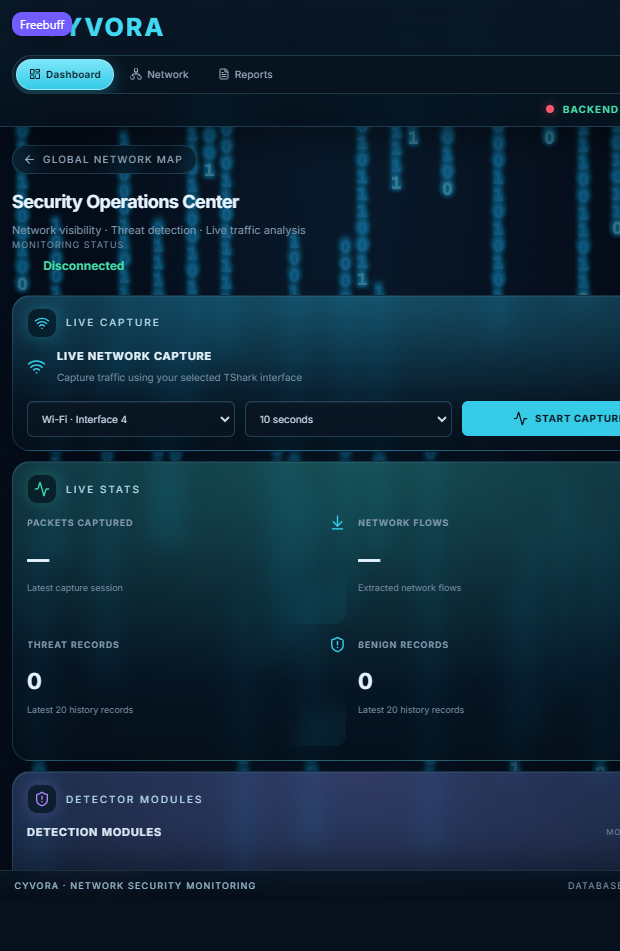 Freebuff
YVORA
Dashboard
Network
Reports
BACKEND
GLOBAL NETWORK MAP
Security Operations Center
Network visibility · Threat detection · Live traffic analysis
MONITORING STATUS
Disconnected
LIVE CAPTURE
LIVE NETWORK CAPTURE
Capture traffic using your selected TShark interface
Wi-Fi · Interface 4
10 seconds
START CAPTUR
LIVE STATS
PACKETS CAPTURED
NETWORK FLOWS
—
—
Latest capture session
Extracted network flows
THREAT RECORDS
BENIGN RECORDS
0
0
Latest 20 history records
Latest 20 history records
DETECTOR MODULES
DETECTION MODULES
MO
CYVORA · NETWORK SECURITY MONITORING
DATABASE